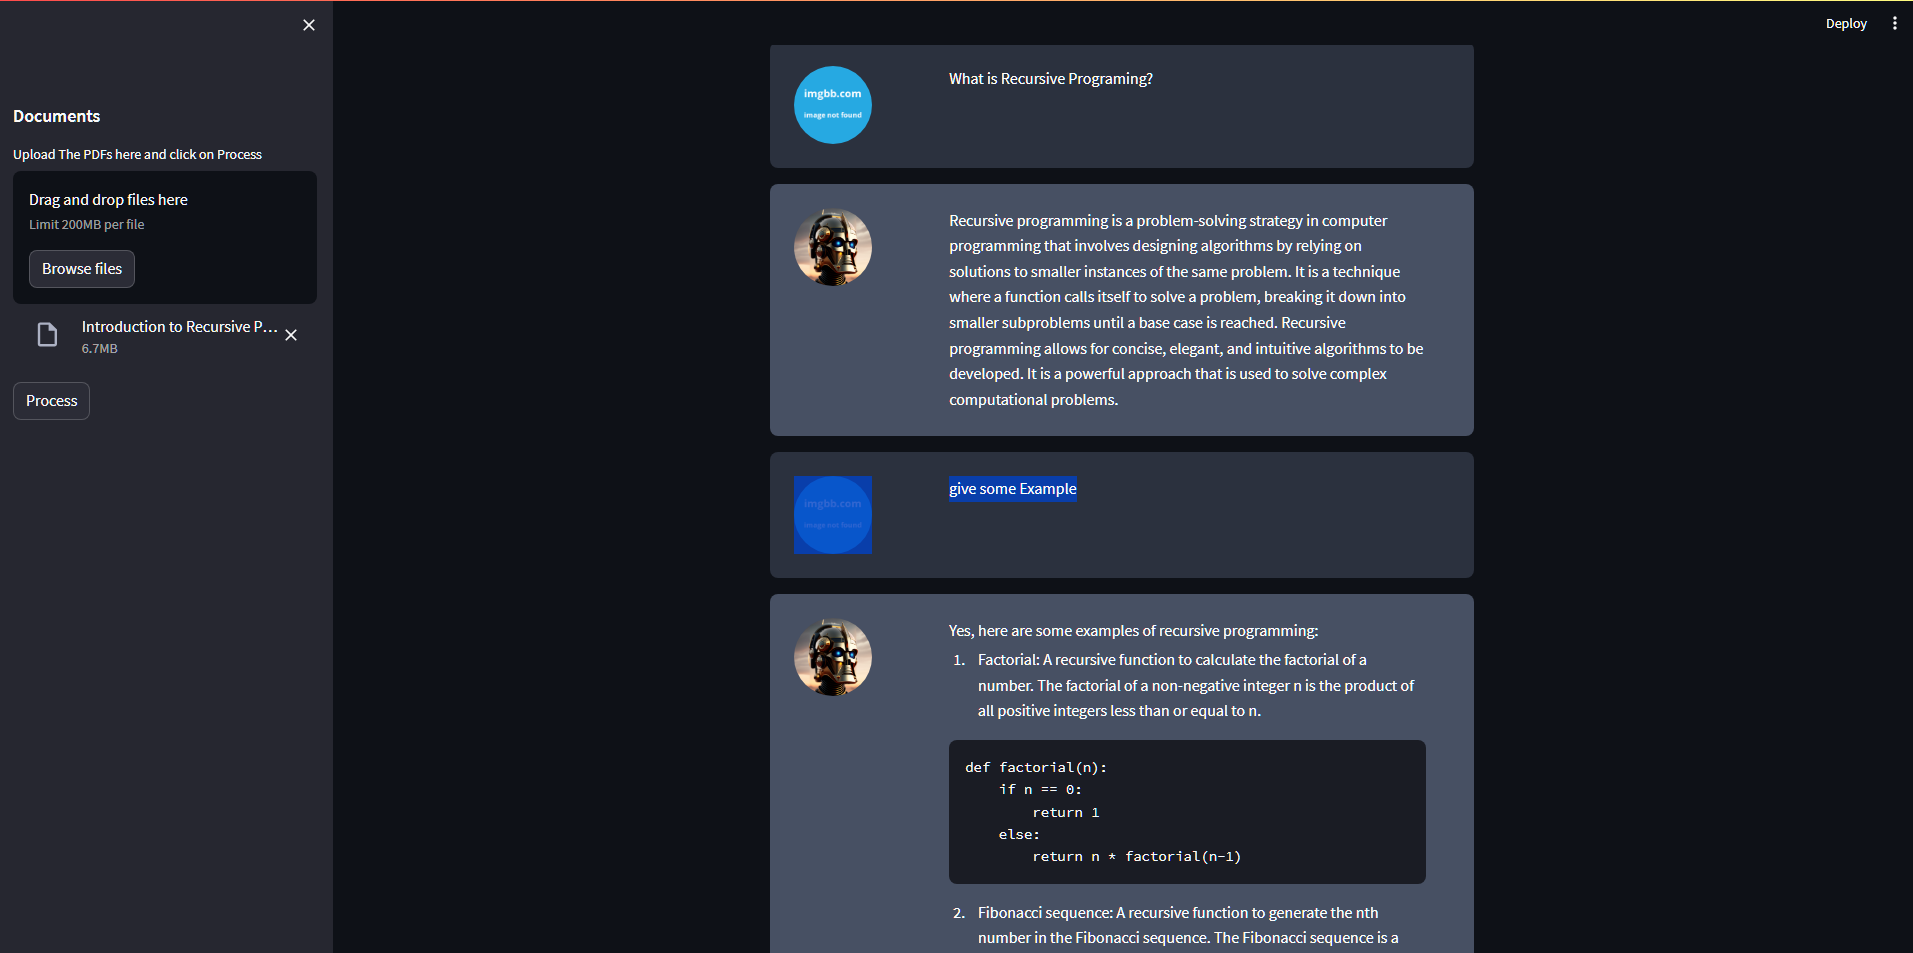 Deploy
Documents
Upload The PDFs here and click on Process
Drag and drop files here
Limit 200MB per file
Browse files
Introduction to Recursive P...
6.7MB
Process
imgbb.com
image not found
What is Recursive Programing?
Recursive programming is a problem-solving strategy in computer
programming that involves designing algorithms by relying on
solutions to smaller instances of the same problem. It is a technique
where a function calls itself to solve a problem, breaking it down into
smaller subproblems until a base case is reached. Recursive
programming allows for concise, elegant, and intuitive algorithms to be
developed. It is a powerful approach that is used to solve complex
computational problems.
imgbb.com
image not found
give some Example
Yes, here are some examples of recursive programming:
1. Factorial: A recursive function to calculate the factorial of a
number. The factorial of a non-negative integer n is the product of
all positive integers less than or equal to n.
def factorial(n):
    if n == 0:
        return 1
    else:
        return n * factorial(n-1)
2. Fibonacci sequence: A recursive function to generate the nth
number in the Fibonacci sequence. The Fibonacci sequence is a